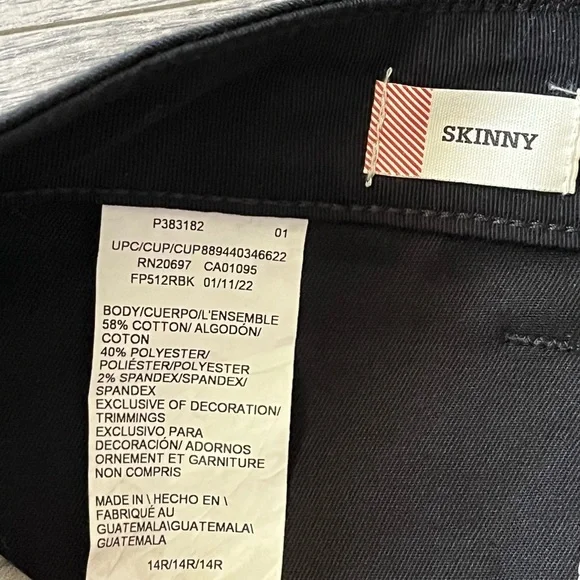 SKINNY
P383182 01
UPC/CUP/CUP889440346622
RN20697 CA01095
FP512RBK 01/11/22
BODY/CUERPO/L'ENSEMBLE
58% COTTON/ ALGODÓN/
COTON
40% POLYESTER/
POLIÉSTER/POLYESTER
2% SPANDEX/SPANDEX/
SPANDEX
EXCLUSIVE OF DECORATION/
TRIMMINGS
EXCLUSIVO PARA
DECORACIÓN/ ADORNOS
ORNEMENT ET GARNITURE
NON COMPRIS
MADE IN \ HECHO EN \
FABRIQUÉ AU
GUATEMALA\GUATEMALA\
GUATEMALA
14R/14R/14R